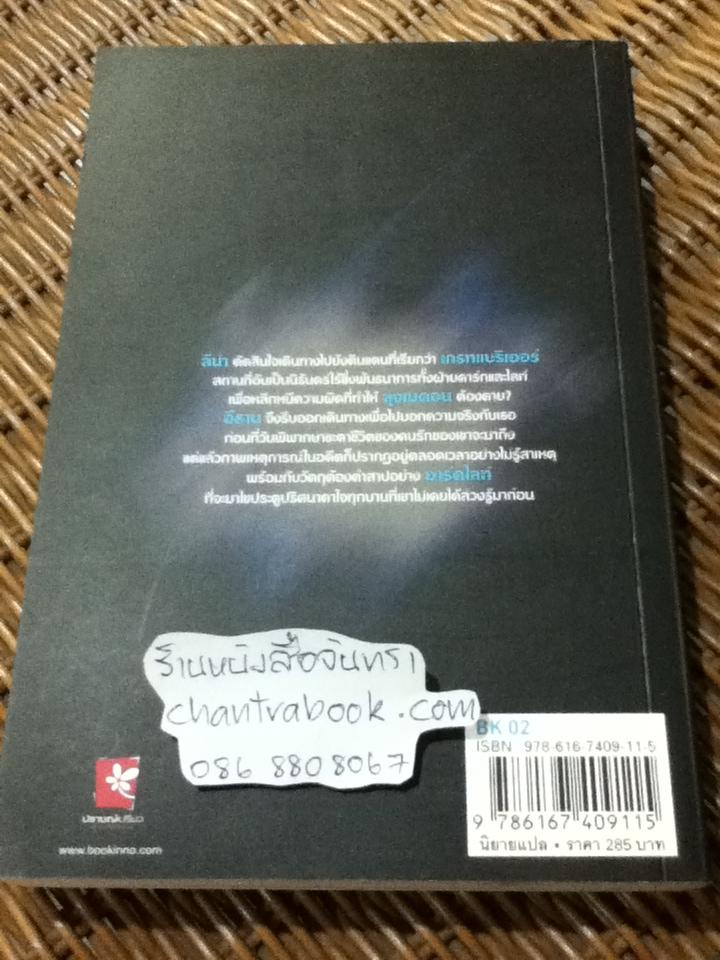 ลีน่า ตัดสินใจเดินทางไปยังดินแดนที่เรียกว่า เกรทแบริเออร์
สถานที่อันเป็นนิรันดร์ไร้ซึ่งพันธนาการทั้งฝ่ายดาร์กและไลท์
เพื่อหลีกหนีความผิดที่ทำให้ ลุงเมคอน ต้องตาย?
อีธาน จึงรีบออกเดินทางเพื่อไปบอกความจริงกับเธอ
ก่อนที่วันพิพากษาชะตาชีวิตของคนรักของเขาจะมาถึง
แต่แล้วภาพเหตุการณ์ในอดีตก็ปรากฏอยู่ตลอดเวลาอย่างไม่รู้สาเหตุ
พร้อมกับวัตถุต้องคำสาปอย่าง อาร์คไลท์
ที่จะมาไขประตูปริศนาคาใจทุกบานที่เขาไม่เคยได้ล่วงรู้มาก่อน
ร้านหนังสือจันทรา
chantrabook.com
086 8808067
BK 02
ISBN 978-616-7409-11-5
9 786167 409115
นิยายแปล • ราคา 285 บาท
www.bookinno.com